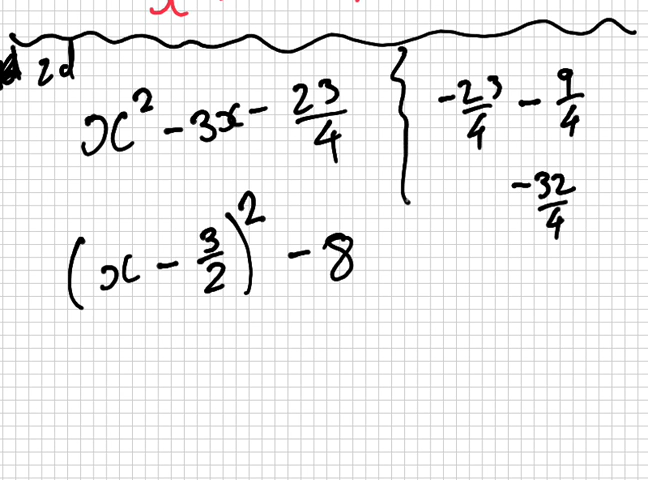 2d
x² - 3x - 23/4
(x - 3/2)² - 8
-23/4 - 9/4
-32/4